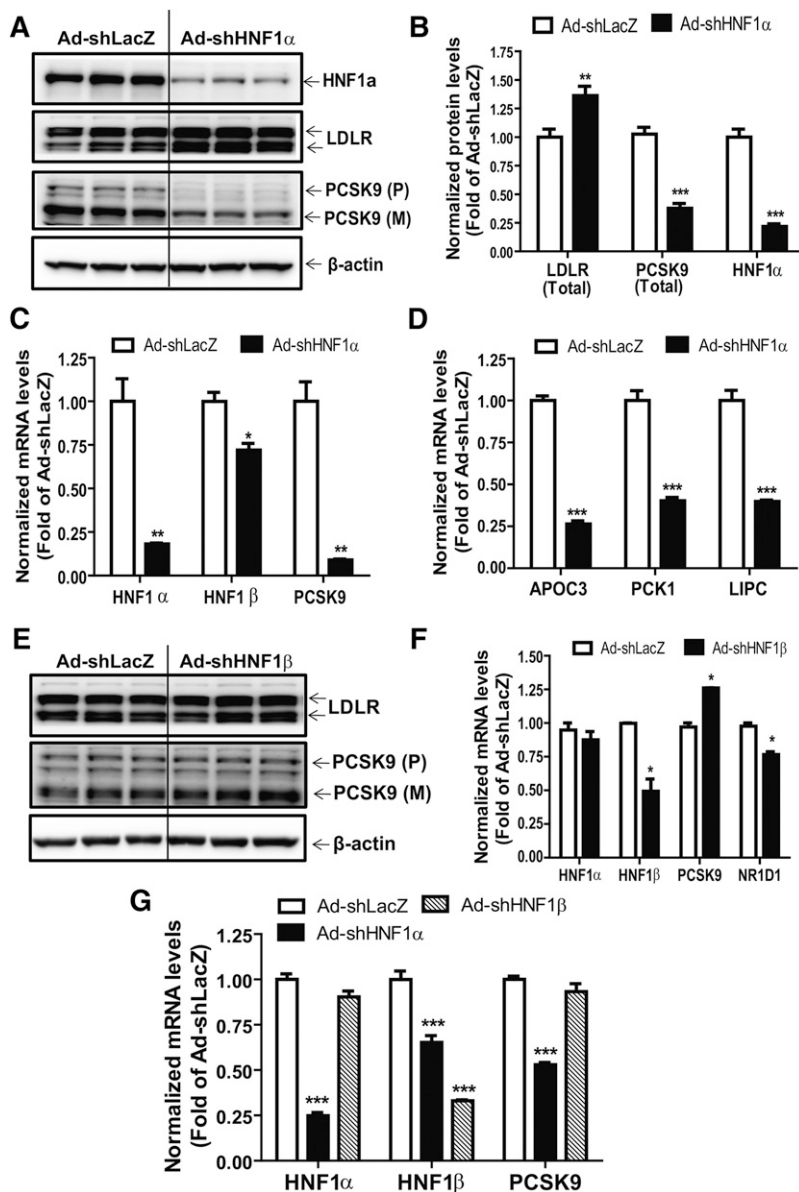 A
Ad-shLacZ Ad-shHNF1α
HNF1a
LDLR
PCSK9 (P)
PCSK9 (M)
β-actin
B
Ad-shLacZ Ad-shHNF1α
Normalized protein levels
(Fold of Ad-shLacZ)
1.50
1.25
1.00
0.75
0.50
0.25
0.00
**
***
***
LDLR
(Total)
PCSK9
(Total)
HNF1α
C
Ad-shLacZ Ad-shHNF1α
Normalized mRNA levels
(Fold of Ad-shLacZ)
1.25
1.00
0.75
0.50
0.25
0.00
**
*
**
HNF1 α HNF1 β PCSK9
D
Ad-shLacZ Ad-shHNF1α
Normalized mRNA levels
(Fold of Ad-shLacZ)
1.25
1.00
0.75
0.50
0.25
0.00
***
***
***
APOC3 PCK1 LIPC
E
Ad-shLacZ Ad-shHNF1β
LDLR
PCSK9 (P)
PCSK9 (M)
β-actin
F
Ad-shLacZ Ad-shHNF1β
Normalized mRNA levels
(Fold of Ad-shLacZ)
1.50
1.25
1.00
0.75
0.50
0.25
0.00
*
*
*
HNF1α HNF1β PCSK9 NR1D1
G
Ad-shLacZ Ad-shHNF1β
Ad-shHNF1α
Normalized mRNA levels
(Fold of Ad-shLacZ)
1.25
1.00
0.75
0.50
0.25
0.00
***
***
***
***
HNF1α HNF1β PCSK9